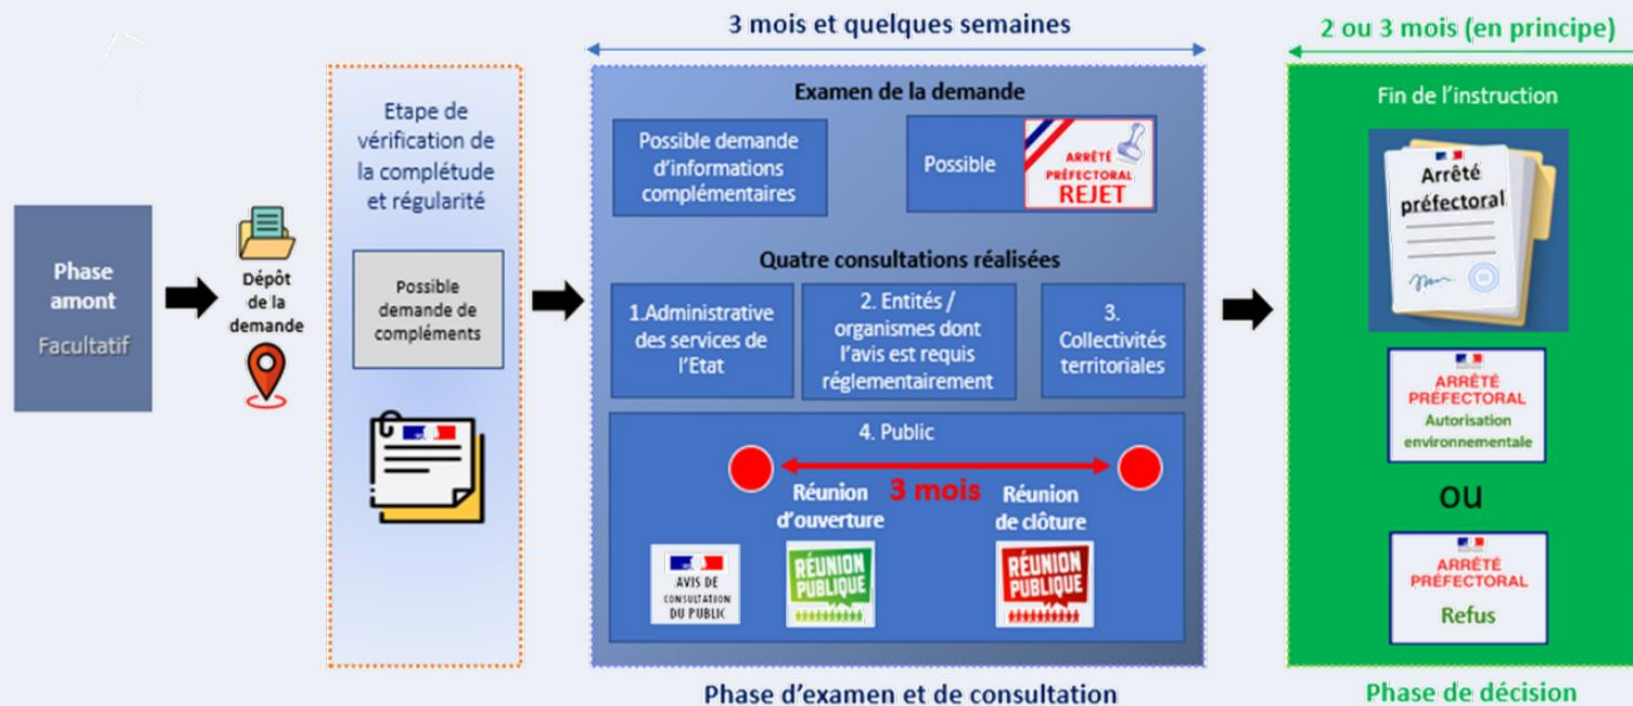 3 mois et quelques semaines
2 ou 3 mois (en principe)
Phase
amont
Facultatif
Dépôt
de la
demande
Etape de
vérification de
la complétude
et régularité
Possible
demande de
compléments
Examen de la demande
Possible demande
d'informations
complémentaires
Possible
ARRÊTÉ
PRÉFECTORAL
REJET
Quatre consultations réalisées
1.Administrative
des services de
l'Etat
2. Entités /
organismes dont
l'avis est requis
réglementairement
3.
Collectivités
territoriales
4. Public
3 mois
Réunion
d'ouverture
Réunion
de clôture
AVIS DE
CONSULTATION
DU PUBLIC
RÉUNION
PUBLIQUE
RÉUNION
PUBLIQUE
Phase d'examen et de consultation
Fin de l'instruction
Arrêté
préfectoral
ARRÊTÉ
PRÉFECTORAL
Autorisation
environnementale
ou
ARRÊTÉ
PRÉFECTORAL
Refus
Phase de décision